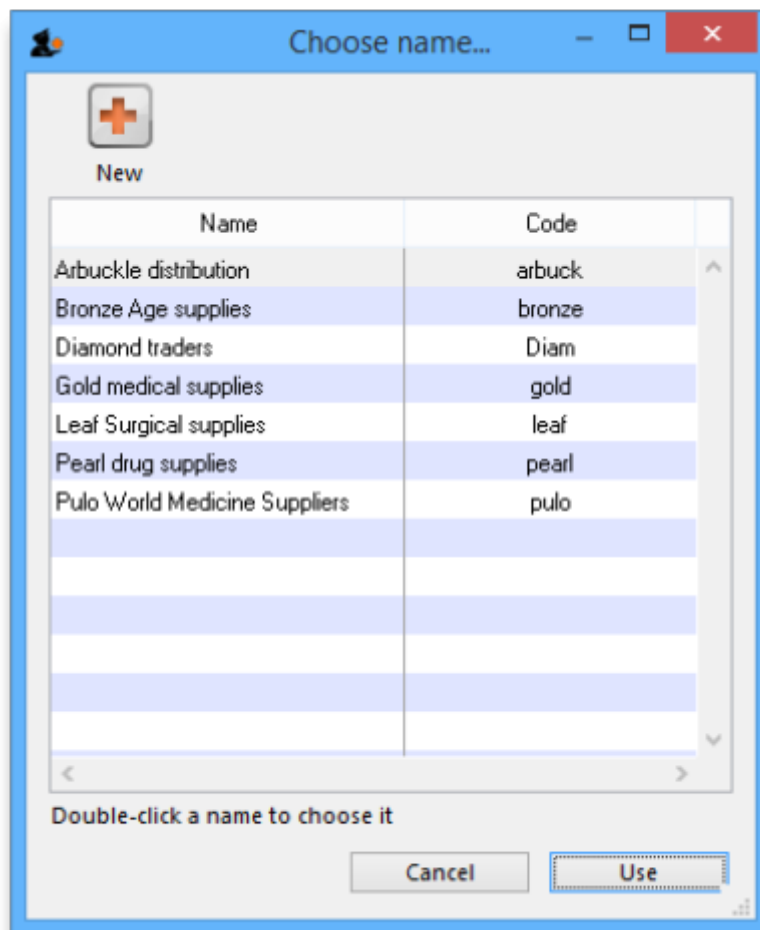 Choose name...
New
Name Code
Arbuckle distribution arbuck
Bronze Age supplies bronze
Diamond traders Diam
Gold medical supplies gold
Leaf Surgical supplies leaf
Pearl drug supplies pearl
Pulo World Medicine Suppliers pulo
Double-click a name to choose it
Cancel Use